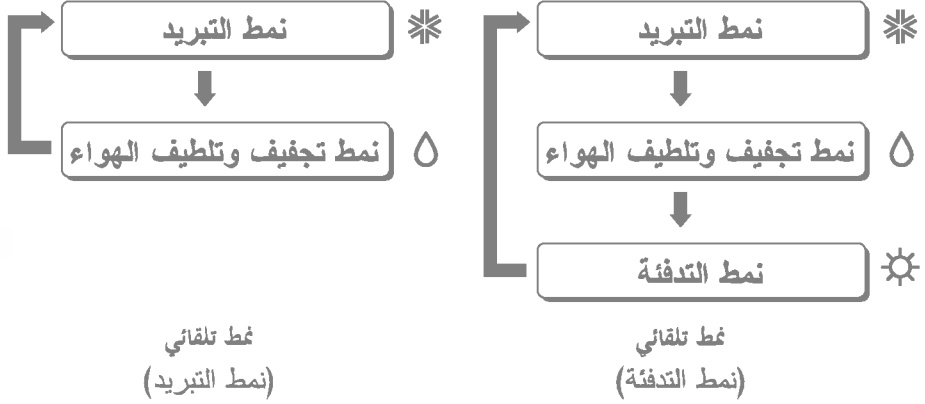 نمط التبريد
نمط تجفيف وتلطيف الهواء
نمط التدفئة
نمط تلقائي
(نمط التدفئة)
نمط التبريد
نمط تجفيف وتلطيف الهواء
نمط تلقائي
(نمط التبريد)